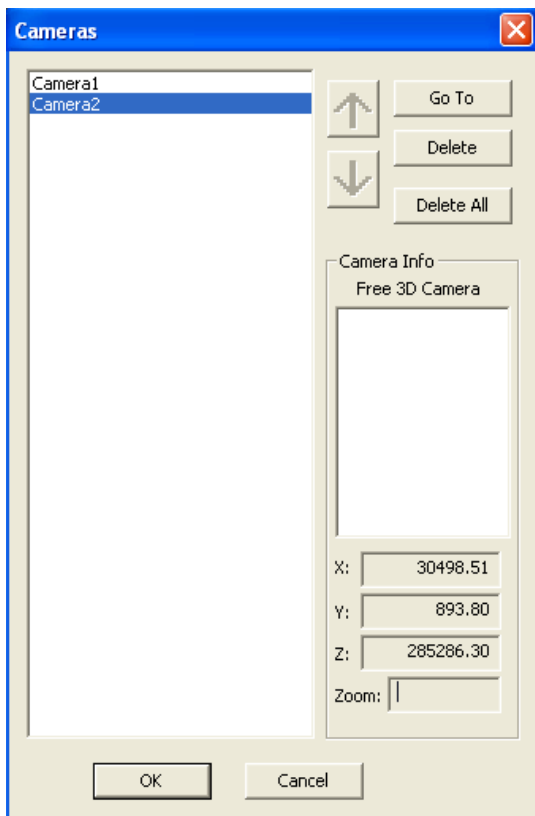 Cameras
Camera1
Camera2
Go To
Delete
Delete All
Camera Info
Free 3D Camera
X: 30498.51
Y: 893.80
Z: 285286.30
Zoom:
OK
Cancel